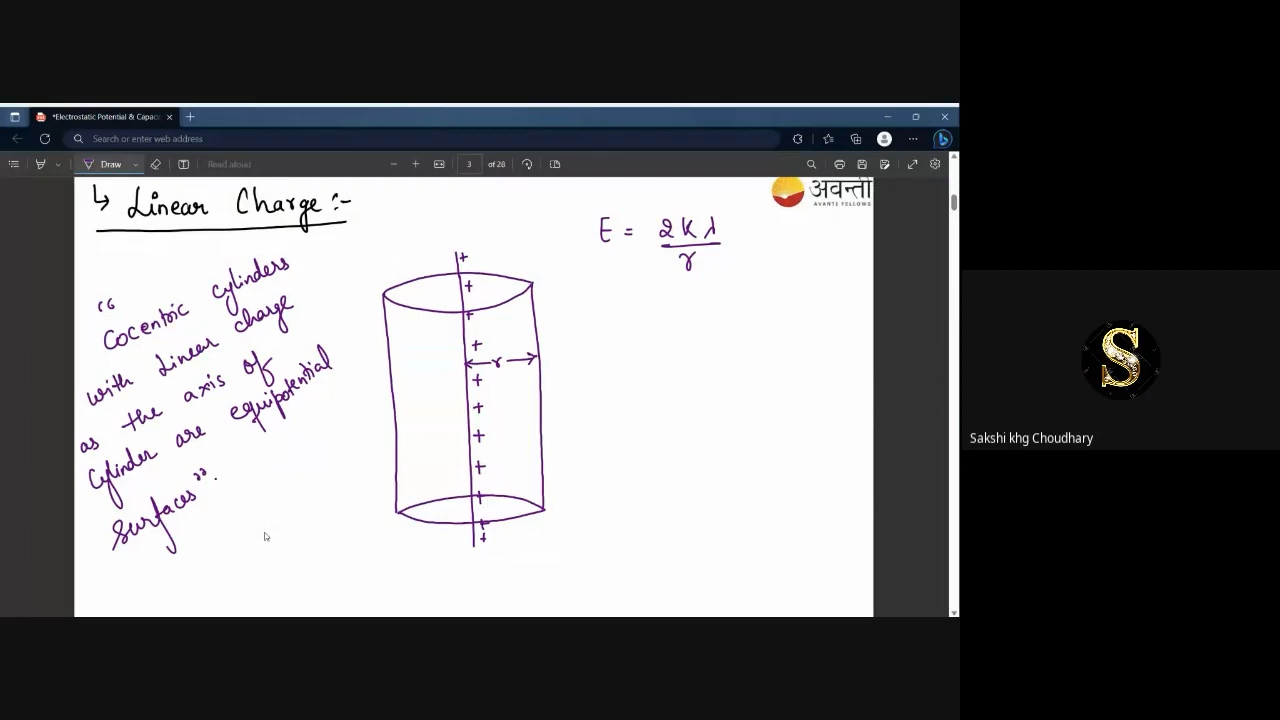 *Electrostatic Potential & Capac
Search or enter web address
Draw
Read aloud
3
of 28
↳ Linear Charge :-
अवन्ती
AVANTI FELLOWS
E = 2kλ
r
“
Cocentric cylinders
with Linear charge
as the axis of
Cylinder are equipotential
Surfaces”.
+
+
+
+
r
+
+
+
+
+
+
+
S
Sakshi khg Choudhary